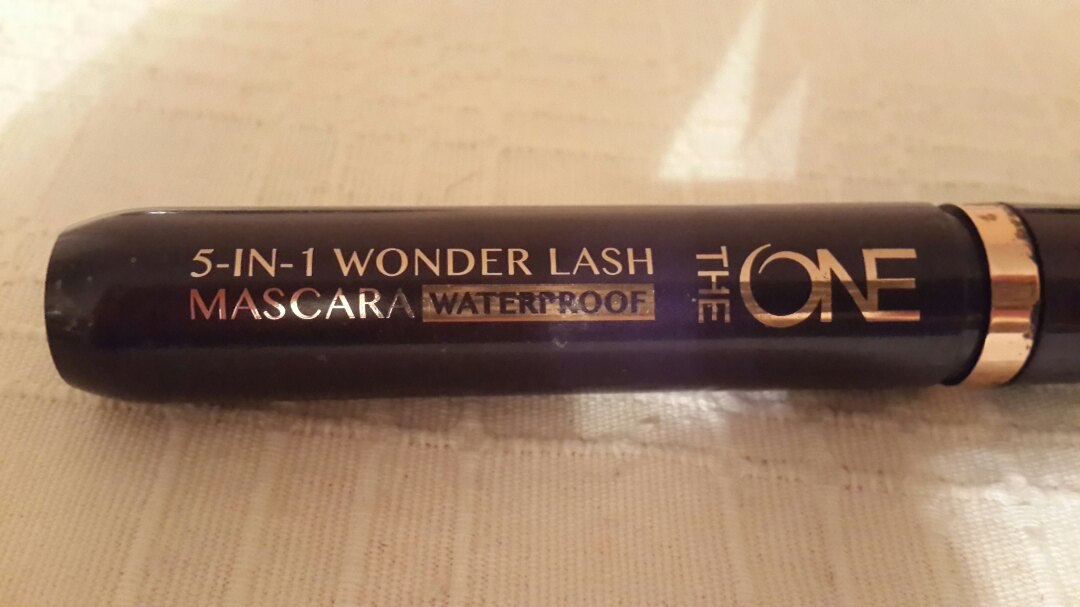 5-IN-1 WONDER LASH
MASCARA WATERPROOF
THE ONE